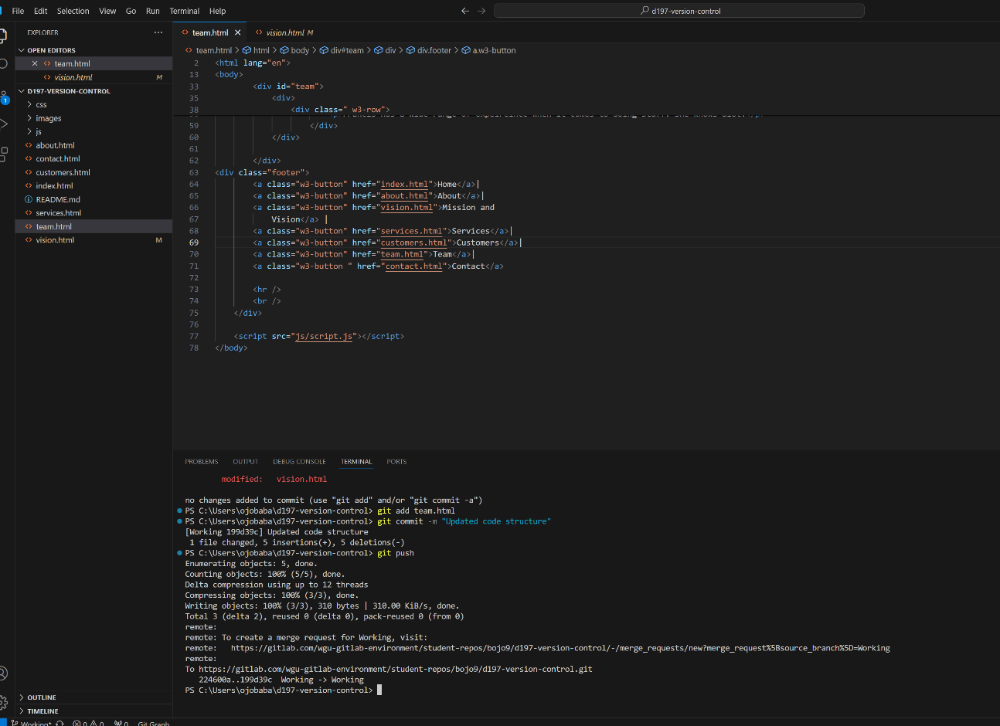 File Edit Selection View Go Run Terminal Help
d197-version-control
EXPLORER
OPEN EDITORS
team.html
vision.html M
D197-VERSION-CONTROL
css
images
js
about.html
contact.html
customers.html
index.html
README.md
services.html
team.html
vision.html M
OUTLINE
TIMELINE
team.html
vision.html M
team.html > html > body > div#team > div > div.footer > a.w3-button
2 <html lang="en">
13 <body>
33 <div id="team">
35 <div>
38 <div class=" w3-row">
59 </div>
60 </div>
61
62 </div>
63 <div class="footer">
64 <a class="w3-button" href="index.html">Home</a>|
65 <a class="w3-button" href="about.html">About</a>|
66 <a class="w3-button" href="vision.html">Mission and
67 Vision</a> |
68 <a class="w3-button" href="services.html">Services</a>|
69 <a class="w3-button" href="customers.html">Customers</a>|
70 <a class="w3-button" href="team.html">Team</a>|
71 <a class="w3-button " href="contact.html">Contact</a>
72
73 <hr />
74 <br />
75 </div>
76
77 <script src="js/script.js"></script>
78 </body>
PROBLEMS OUTPUT DEBUG CONSOLE TERMINAL PORTS
modified: vision.html
no changes added to commit (use "git add" and/or "git commit -a")
PS C:\Users\ojobaba\d197-version-control> git add team.html
PS C:\Users\ojobaba\d197-version-control> git commit -m "Updated code structure"
[Working 199d39c] Updated code structure
1 file changed, 5 insertions(+), 5 deletions(-)
PS C:\Users\ojobaba\d197-version-control> git push
Enumerating objects: 5, done.
Counting objects: 100% (5/5), done.
Delta compression using up to 12 threads
Compressing objects: 100% (3/3), done.
Writing objects: 100% (3/3), 310 bytes | 310.00 KiB/s, done.
Total 3 (delta 2), reused 0 (delta 0), pack-reused 0 (from 0)
remote:
remote: To create a merge request for Working, visit:
remote: https://gitlab.com/wgu-gitlab-environment/student-repos/bojo9/d197-version-control/-/merge_requests/new?merge_request%5Bsource_branch%5D=Working
remote:
To https://gitlab.com/wgu-gitlab-environment/student-repos/bojo9/d197-version-control.git
224600a..199d39c Working -> Working
PS C:\Users\ojobaba\d197-version-control>
Working* 0 0 0 Git Graph